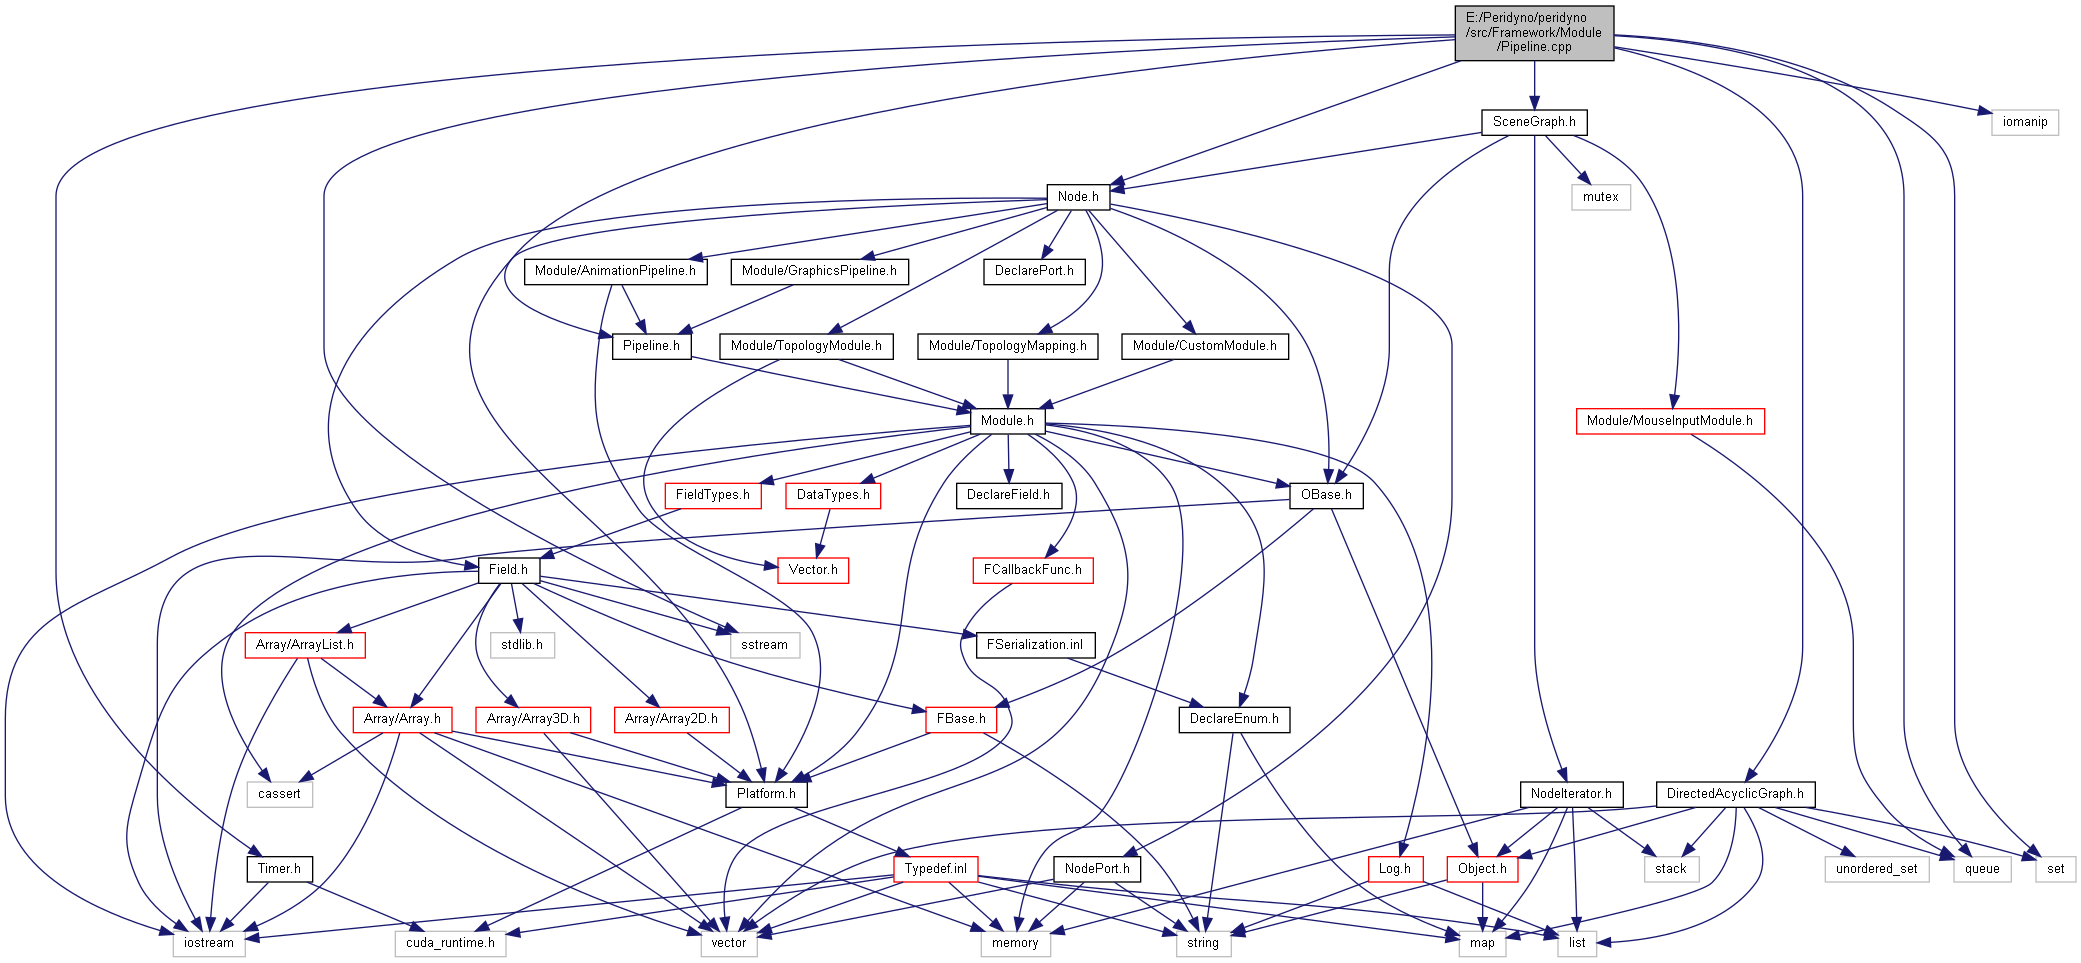 E:/Peridyno/peridyno
/src/Framework/Module
/Pipeline.cpp
SceneGraph.h
iomanip
Node.h
mutex
Module/AnimationPipeline.h
Module/GraphicsPipeline.h
DeclarePort.h
Pipeline.h
Module/TopologyModule.h
Module/TopologyMapping.h
Module/CustomModule.h
Module.h
Module/MouseInputModule.h
FieldTypes.h
DataTypes.h
DeclareField.h
OBase.h
Field.h
Vector.h
FCallbackFunc.h
Array/ArrayList.h
stdlib.h
sstream
FSerialization.inl
Array/Array.h
Array/Array3D.h
Array/Array2D.h
FBase.h
DeclareEnum.h
cassert
Platform.h
NodeIterator.h
DirectedAcyclicGraph.h
Timer.h
Typedef.inl
NodePort.h
Log.h
Object.h
stack
unordered_set
queue
set
iostream
cuda_runtime.h
vector
memory
string
map
list